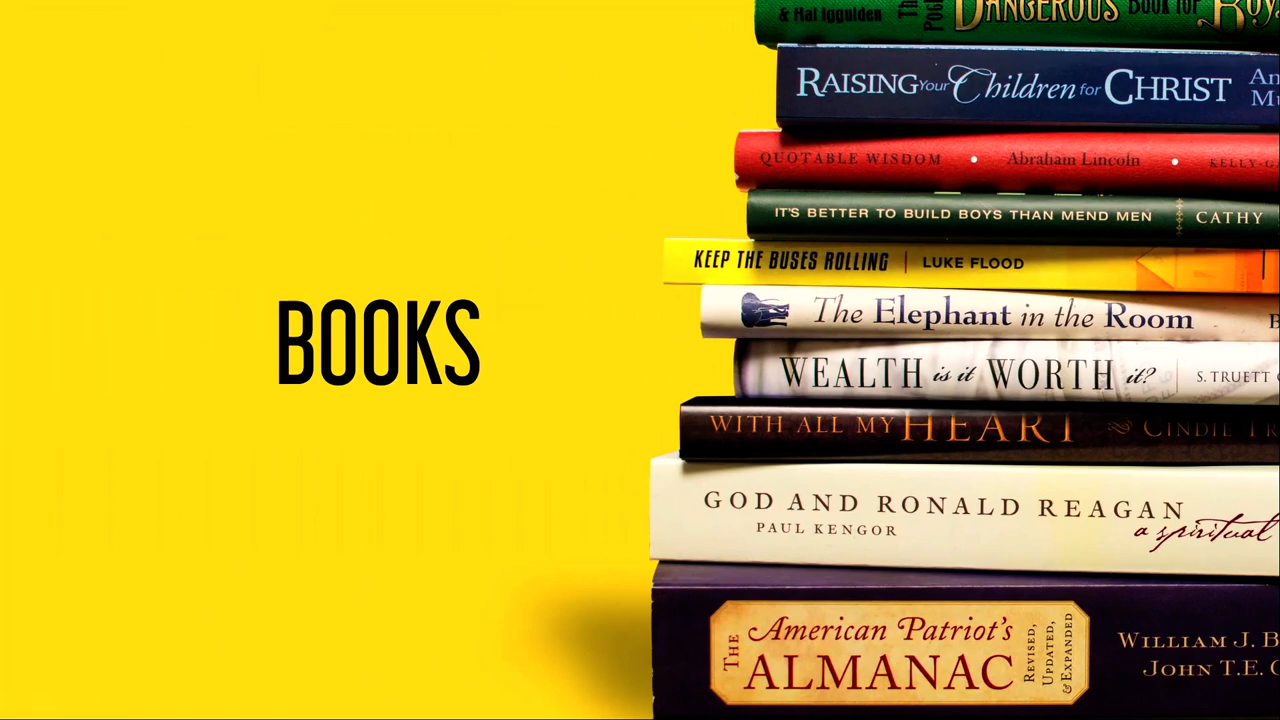 BOOKS
& Hal Iggulden
The
DANGEROUS Book for
RAISING Your Children for CHRIST
QUOTABLE WISDOM • Abraham Lincoln •
IT'S BETTER TO BUILD BOYS THAN MEND MEN | CATHY
KEEP THE BUSES ROLLING | LUKE FLOOD
The Elephant in the Room
WEALTH is it WORTH it? | S. TRUETT
WITH ALL MY HEART
GOD AND RONALD REAGAN
PAUL KENGOR
a spiritual
THE American Patriot's
ALMANAC
REVISED,
UPDATED,
& EXPANDED
WILLIAM J.
JOHN T.E.